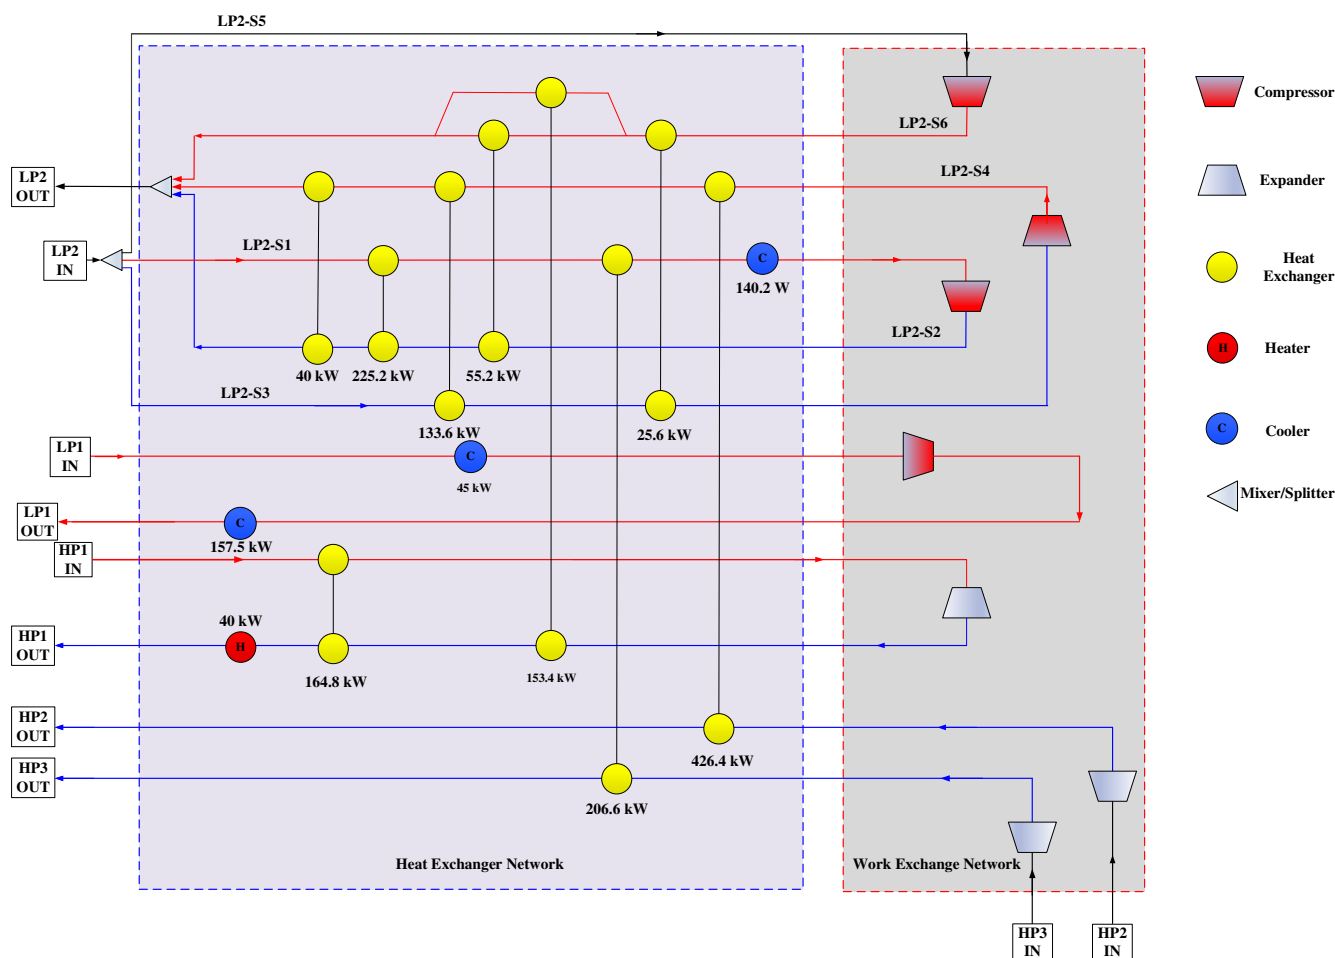 LP2-S5
Compressor
LP2-S6
LP2
OUT
LP2-S4
Expander
LP2
IN
LP2-S1
C
140.2 W
Heat
Exchanger
LP2-S2
40 kW
225.2 kW
55.2 kW
H
Heater
LP2-S3
133.6 kW
25.6 kW
C
Cooler
LP1
IN
C
45 kW
Mixer/Splitter
LP1
OUT
C
157.5 kW
HP1
IN
40 kW
HP1
OUT
H
164.8 kW
153.4 kW
HP2
OUT
426.4 kW
HP3
OUT
206.6 kW
Heat Exchanger Network
Work Exchange Network
HP3
IN
HP2
IN